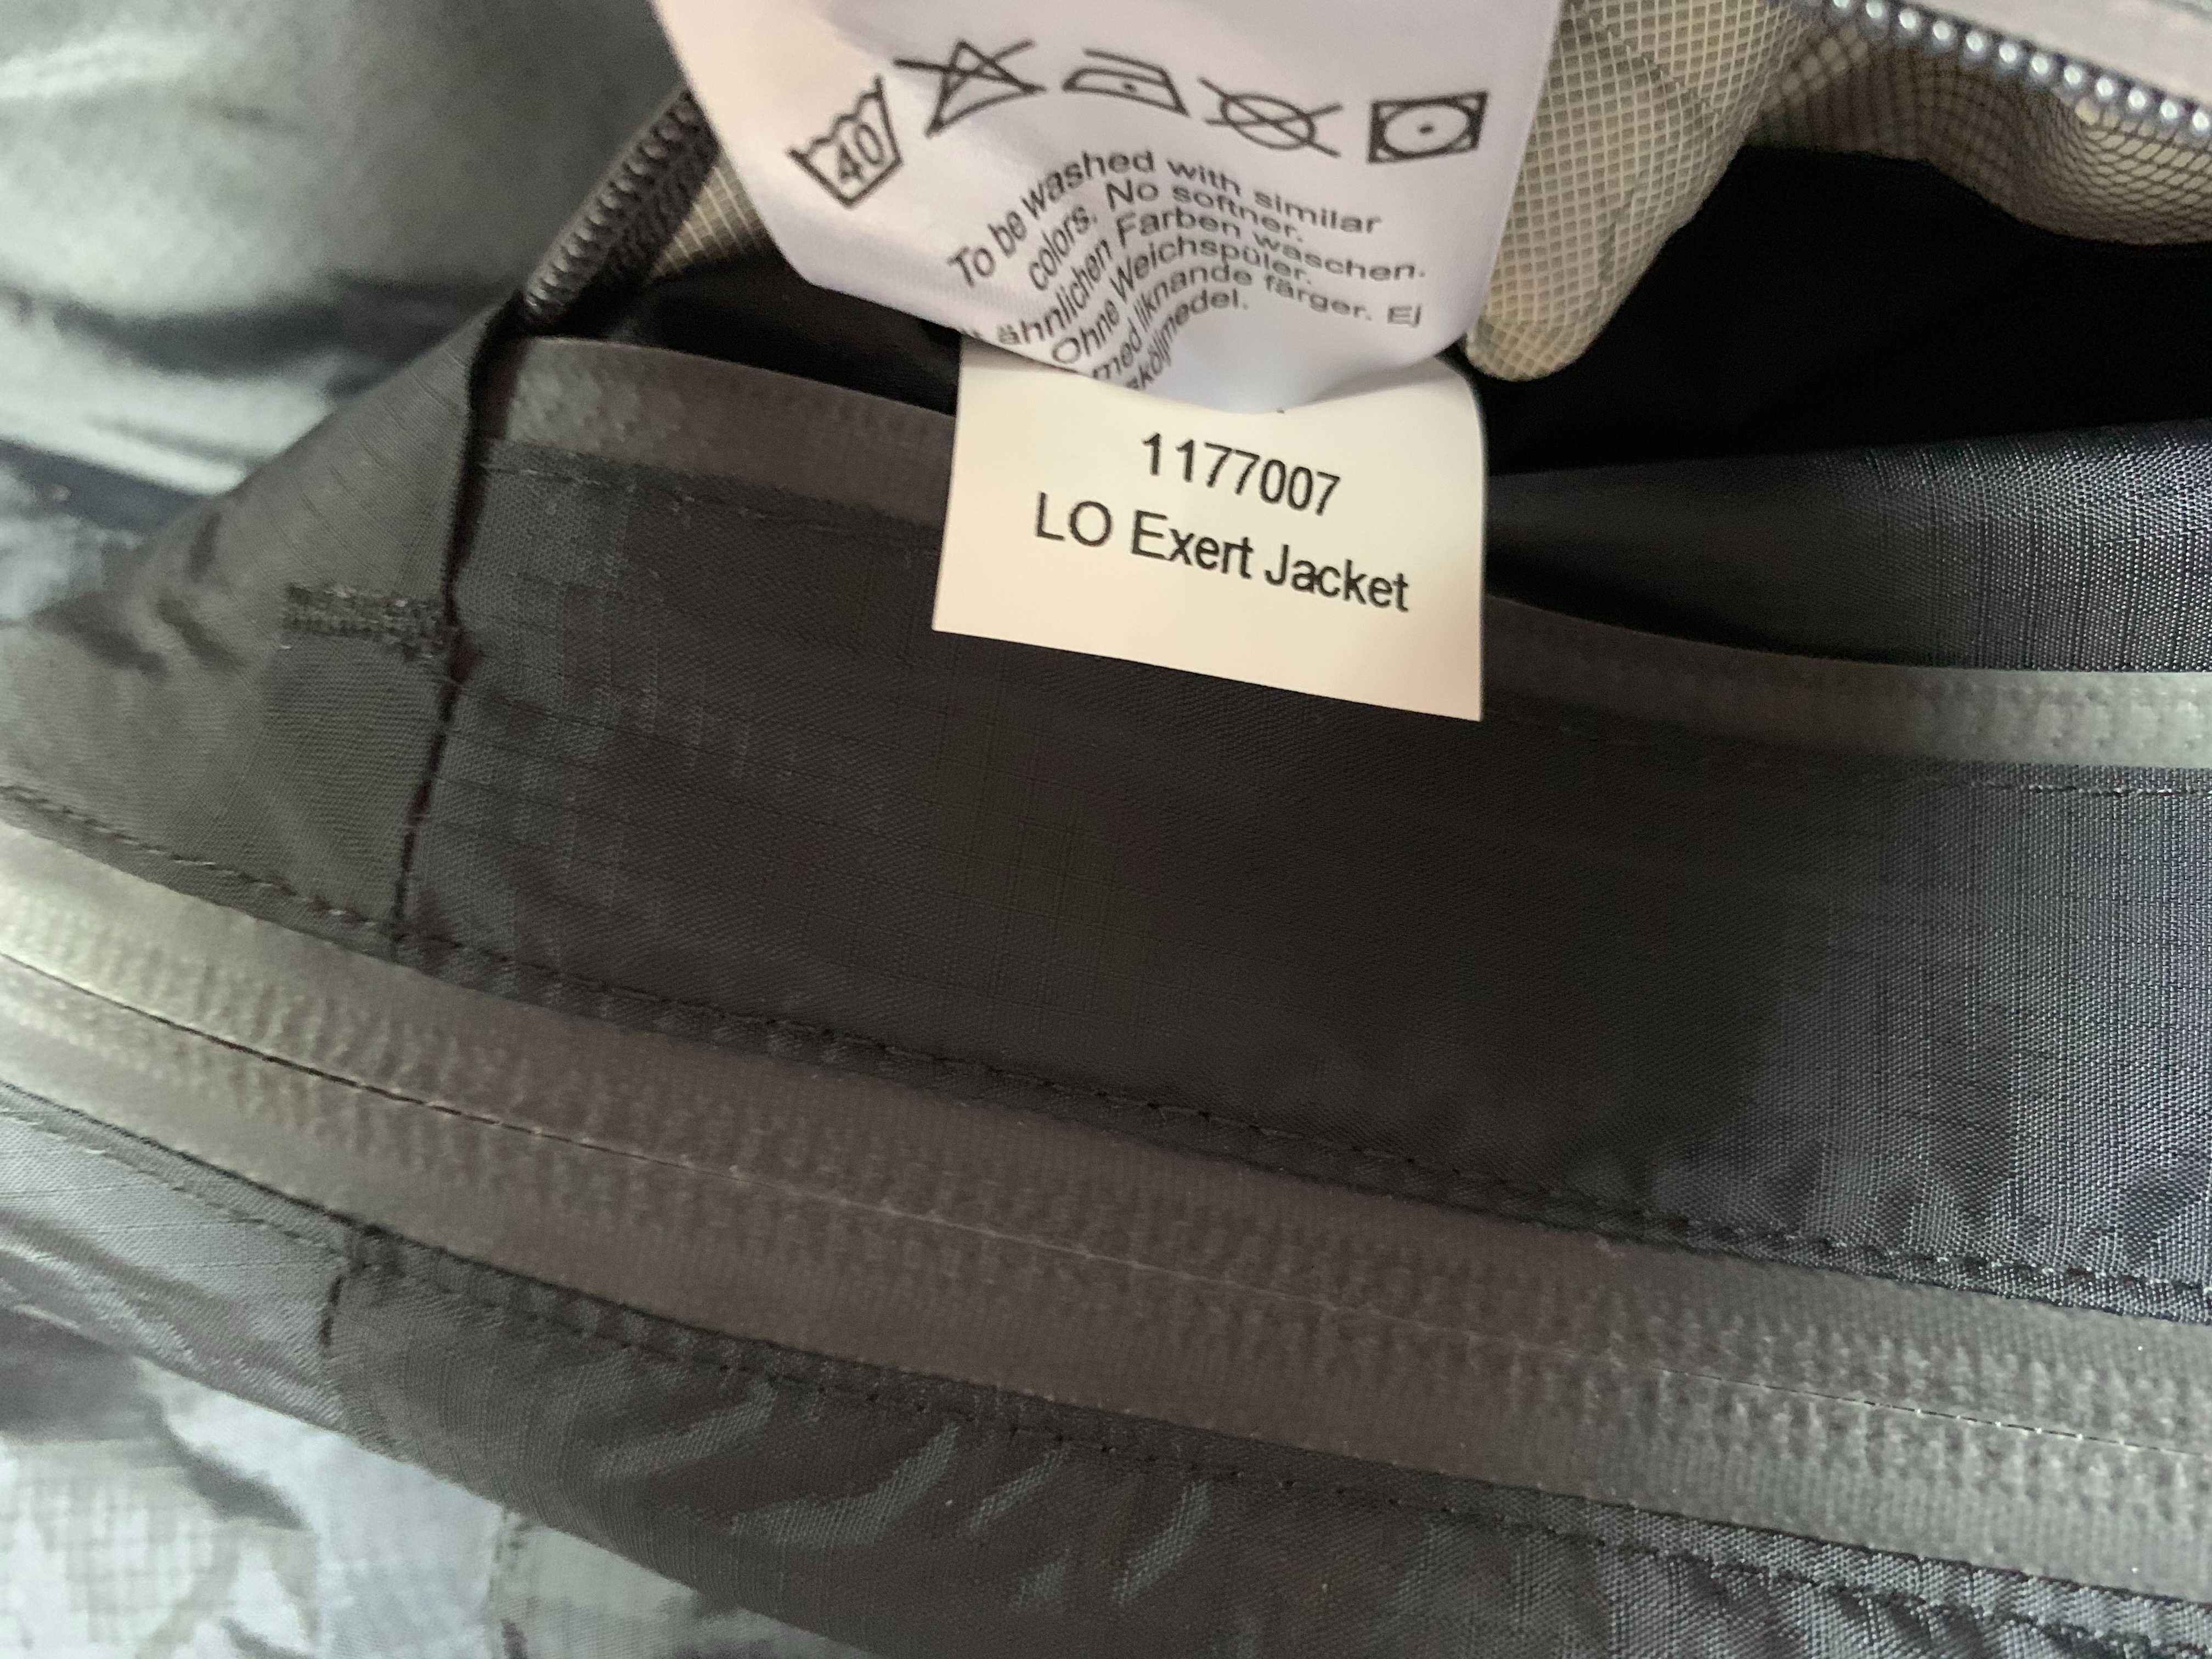 40
To be washed with similar
colors. No softner.
ähnlichen Farben waschen.
Ohne Weichspüler.
med liknande färger. Ej
sköljmedel.
1177007
LO Exert Jacket